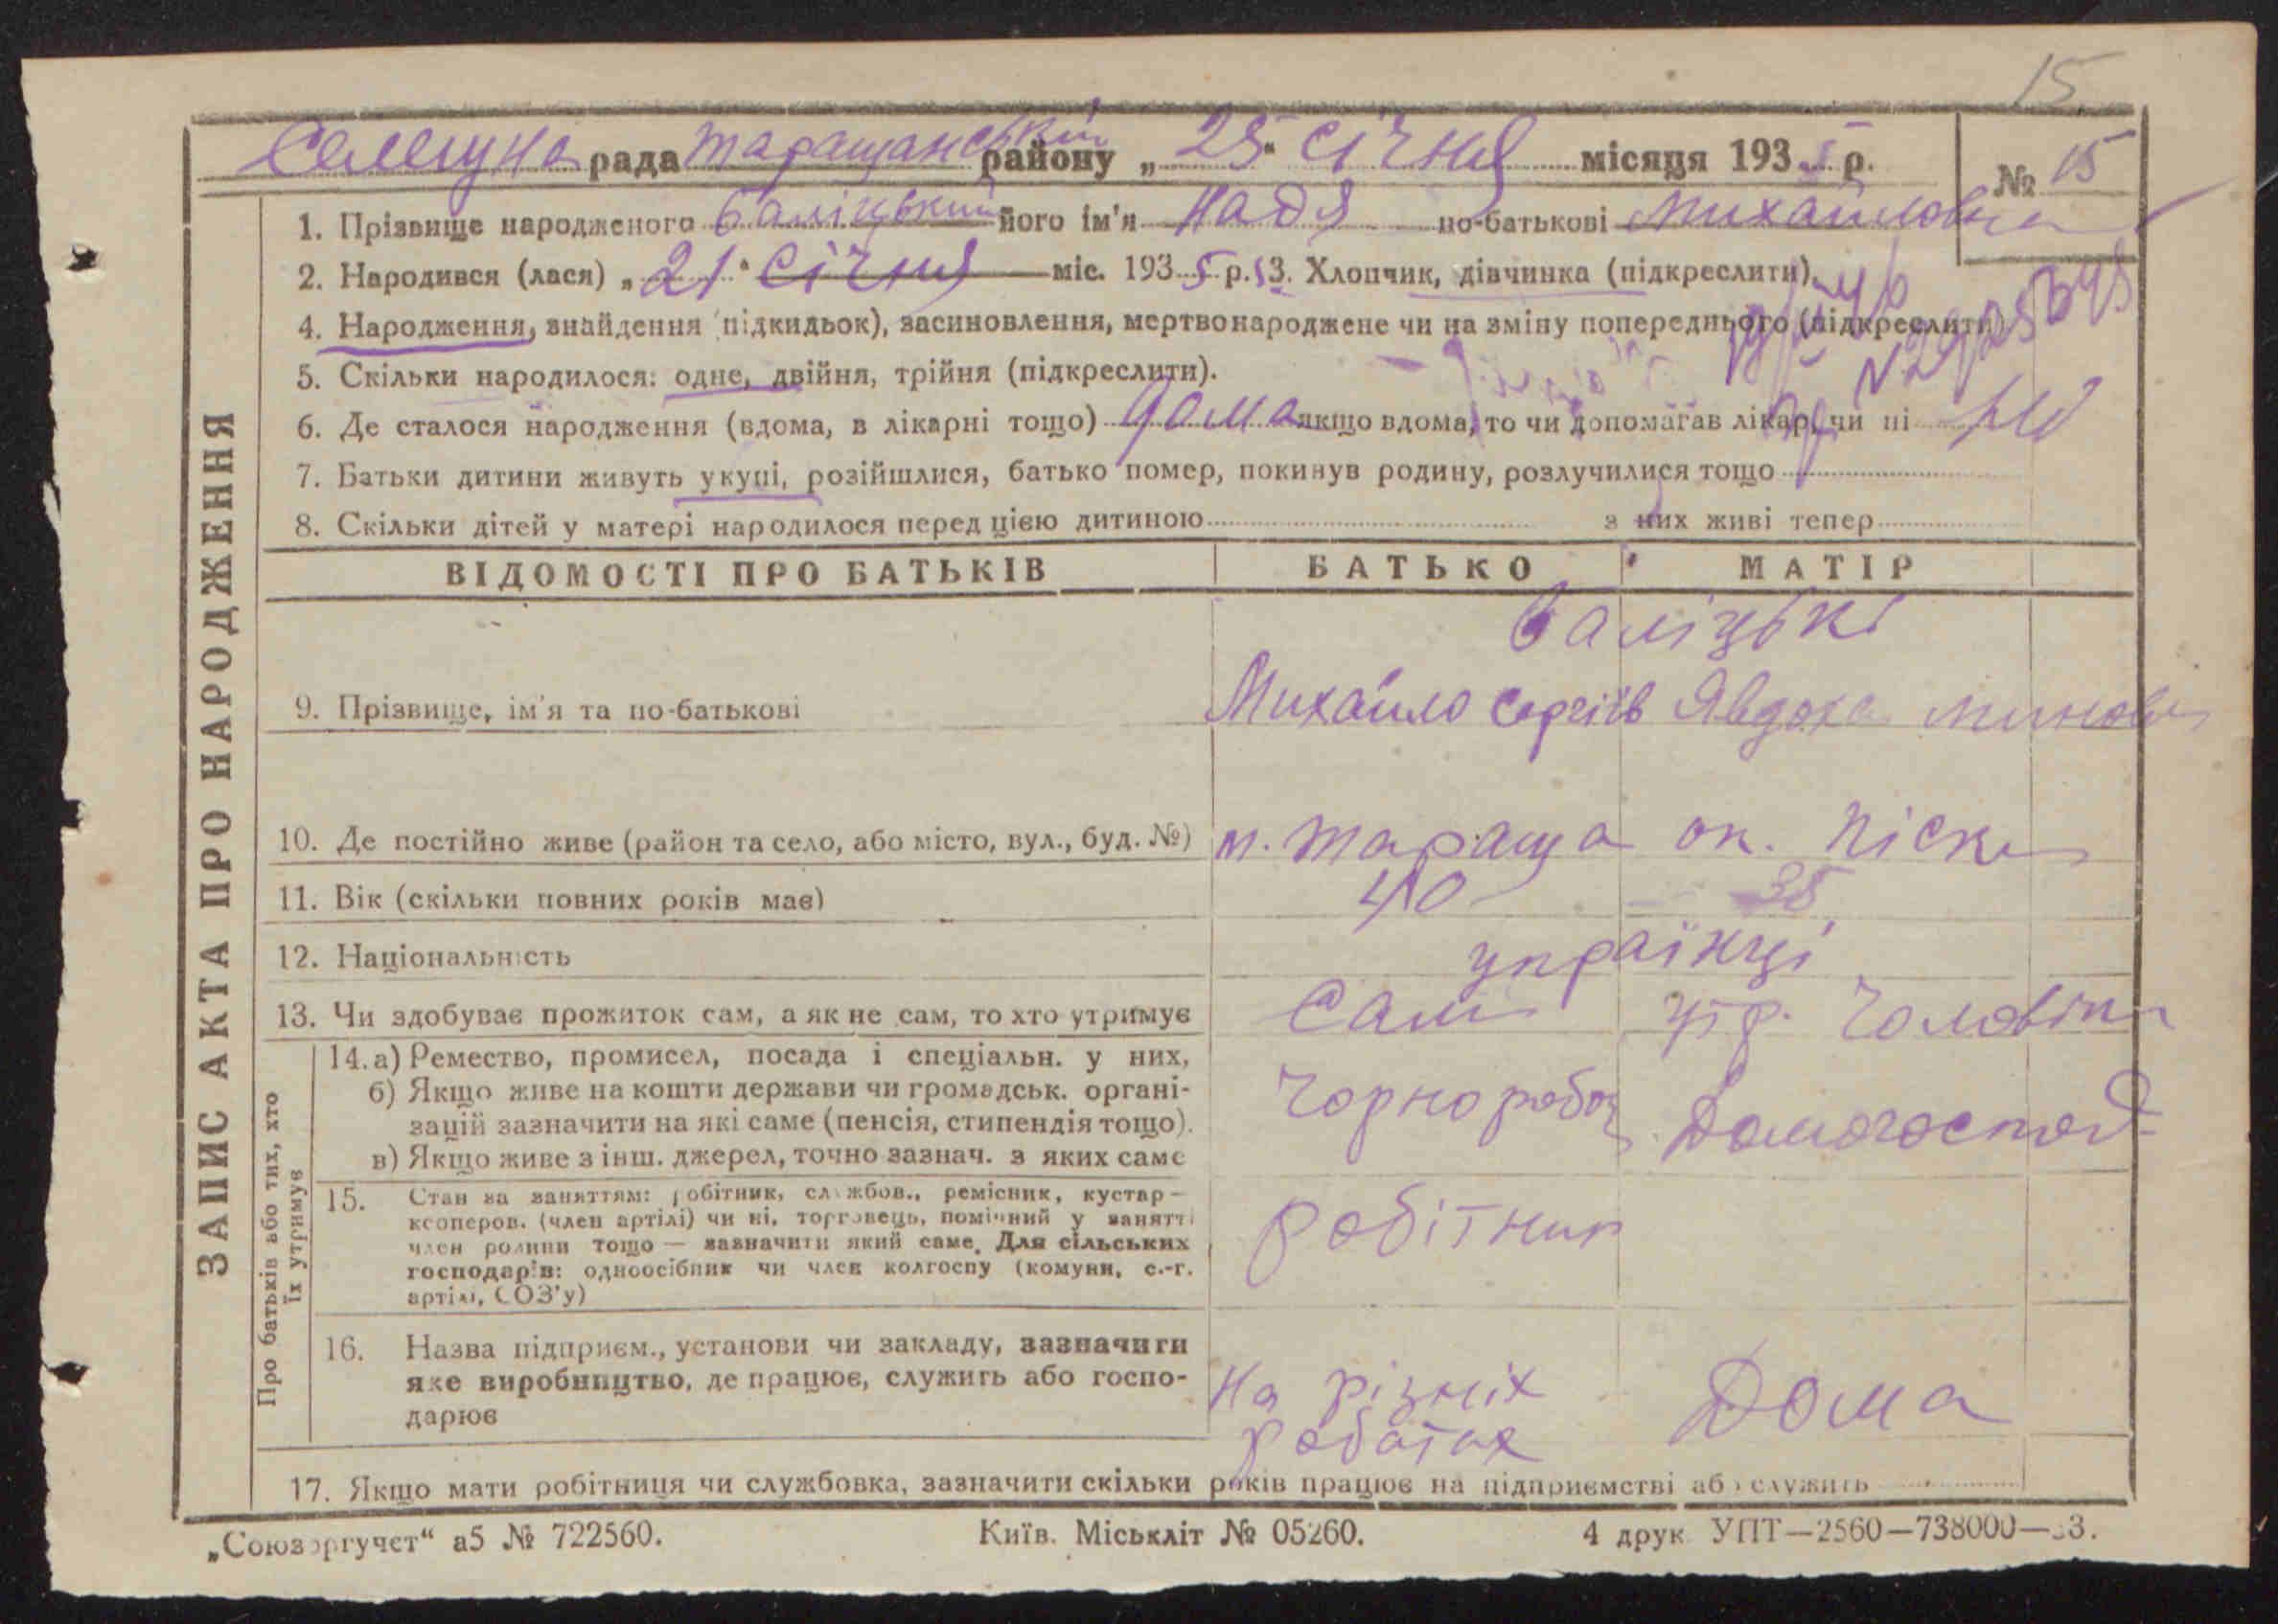 15.
Селещна рада Таращанський району „25“ Січня місяця 1935 р. № 15
1. Прізвище народженого Баліцький його ім'я Надя по-батькові Михайловна
2. Народився (лася) „21“ Січня міс. 1935 р. 3. Хлопчик, дівчинка (підкреслити).
4. Народження, знайдення (підкидьок), засиновлення, мертвонароджене чи на зміну попереднього (підкреслити)
5. Скільки народилося: одне, двійня, трійня (підкреслити).
6. Де сталося народження (вдома, в лікарні тощо) Дома якщо вдома, то чи допомагав лікар, чи ні ні
7. Батьки дитини живуть укупі, розійшлися, батько помер, покинув родину, розлучилися тощо
8. Скільки дітей у матері народилося перед цією дитиною з них живі тепер
ЗАПИС АКТА ПРО НАРОДЖЕННЯ
ВІДОМОСТІ ПРО БАТЬКІВ БАТЬКО МАТІР
Баліцькі
9. Прізвище, ім'я та по-батькові Михайло Сергіїв Явдоха
10. Де постійно живе (район та село, або місто, вул., буд. №) м. Тараща ок. Піски
11. Вік (скільки повних років має) 40 35
12. Національність українці
13. Чи здобуває прожиток сам, а як не сам, то хто утримує Сам утр. Чоловік
Про батьків або тих, хто їх утримує
14. а) Ремество, промисел, посада і спеціальн. у них,
б) Якщо живе на кошти держави чи громадськ. органі-
зацій зазначити на які саме (пенсія, стипендія тощо).
в) Якщо живе з інш. джерел, точно зазнач. з яких саме
Чорнороб Домогоспод
15. Стан за заняттям: робітник, службов., ремісник, кустар—
кооперов. (член артілі) чи ні, торговець, помічний у занятті
член родини тощо — зазначити який саме. Для сільських
господарів: одноосібник чи член колгоспу (комуни, с.-г.
артілі, СОЗ'у)
робітник
16. Назва підприєм., установи чи закладу, зазначити
яке виробництво, де працює, служить або госпо-
дарює
На різніх
роботах
Дома
17. Якщо мати робітниця чи службовка, зазначити скільки років працює на підприємстві або служить
„Союзоргучет“ а5 № 722560. Київ. Міськліт № 05260. 4 друк. УПТ—2560—738000—33.